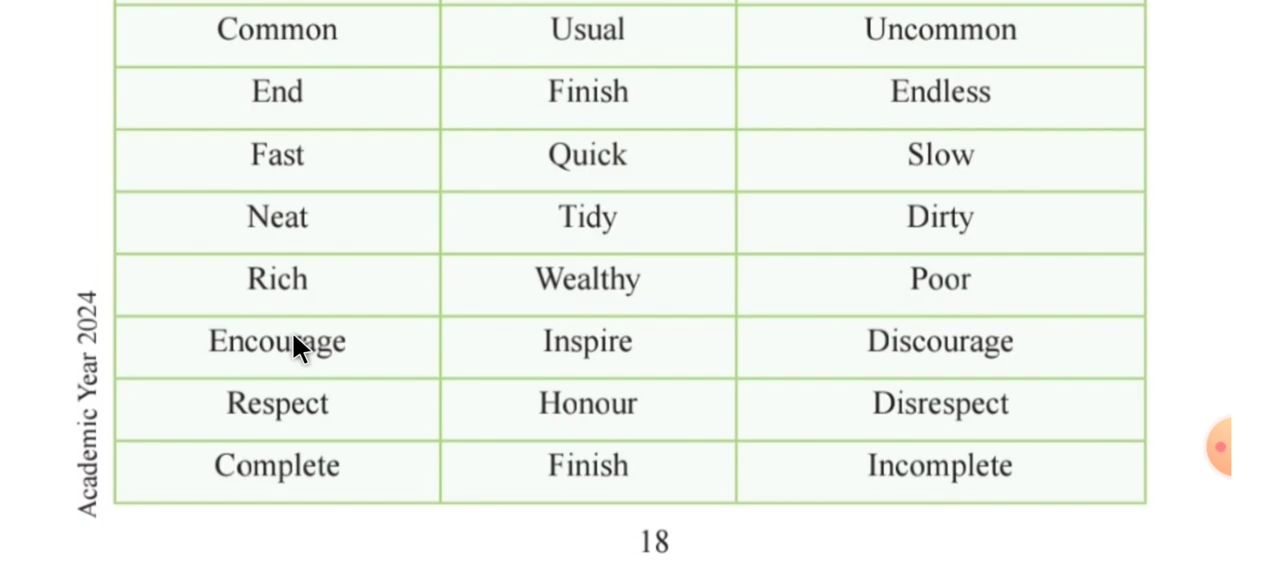 Common Usual Uncommon
End Finish Endless
Fast Quick Slow
Neat Tidy Dirty
Rich Wealthy Poor
Encourage Inspire Discourage
Respect Honour Disrespect
Complete Finish Incomplete
Academic Year 2024
18